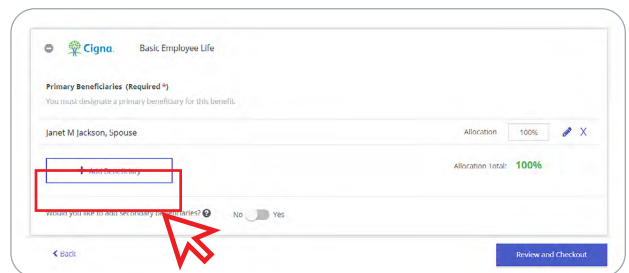 Cigna. Basic Employee Life
Primary Beneficiaries (Required *)
You must designate a primary beneficiary for this benefit.
Janet M Jackson, Spouse Allocation 100% X
+ Add Beneficiary Allocation Total: 100%
Would you like to add secondary beneficiaries? ? No Yes
< Back Review and Checkout